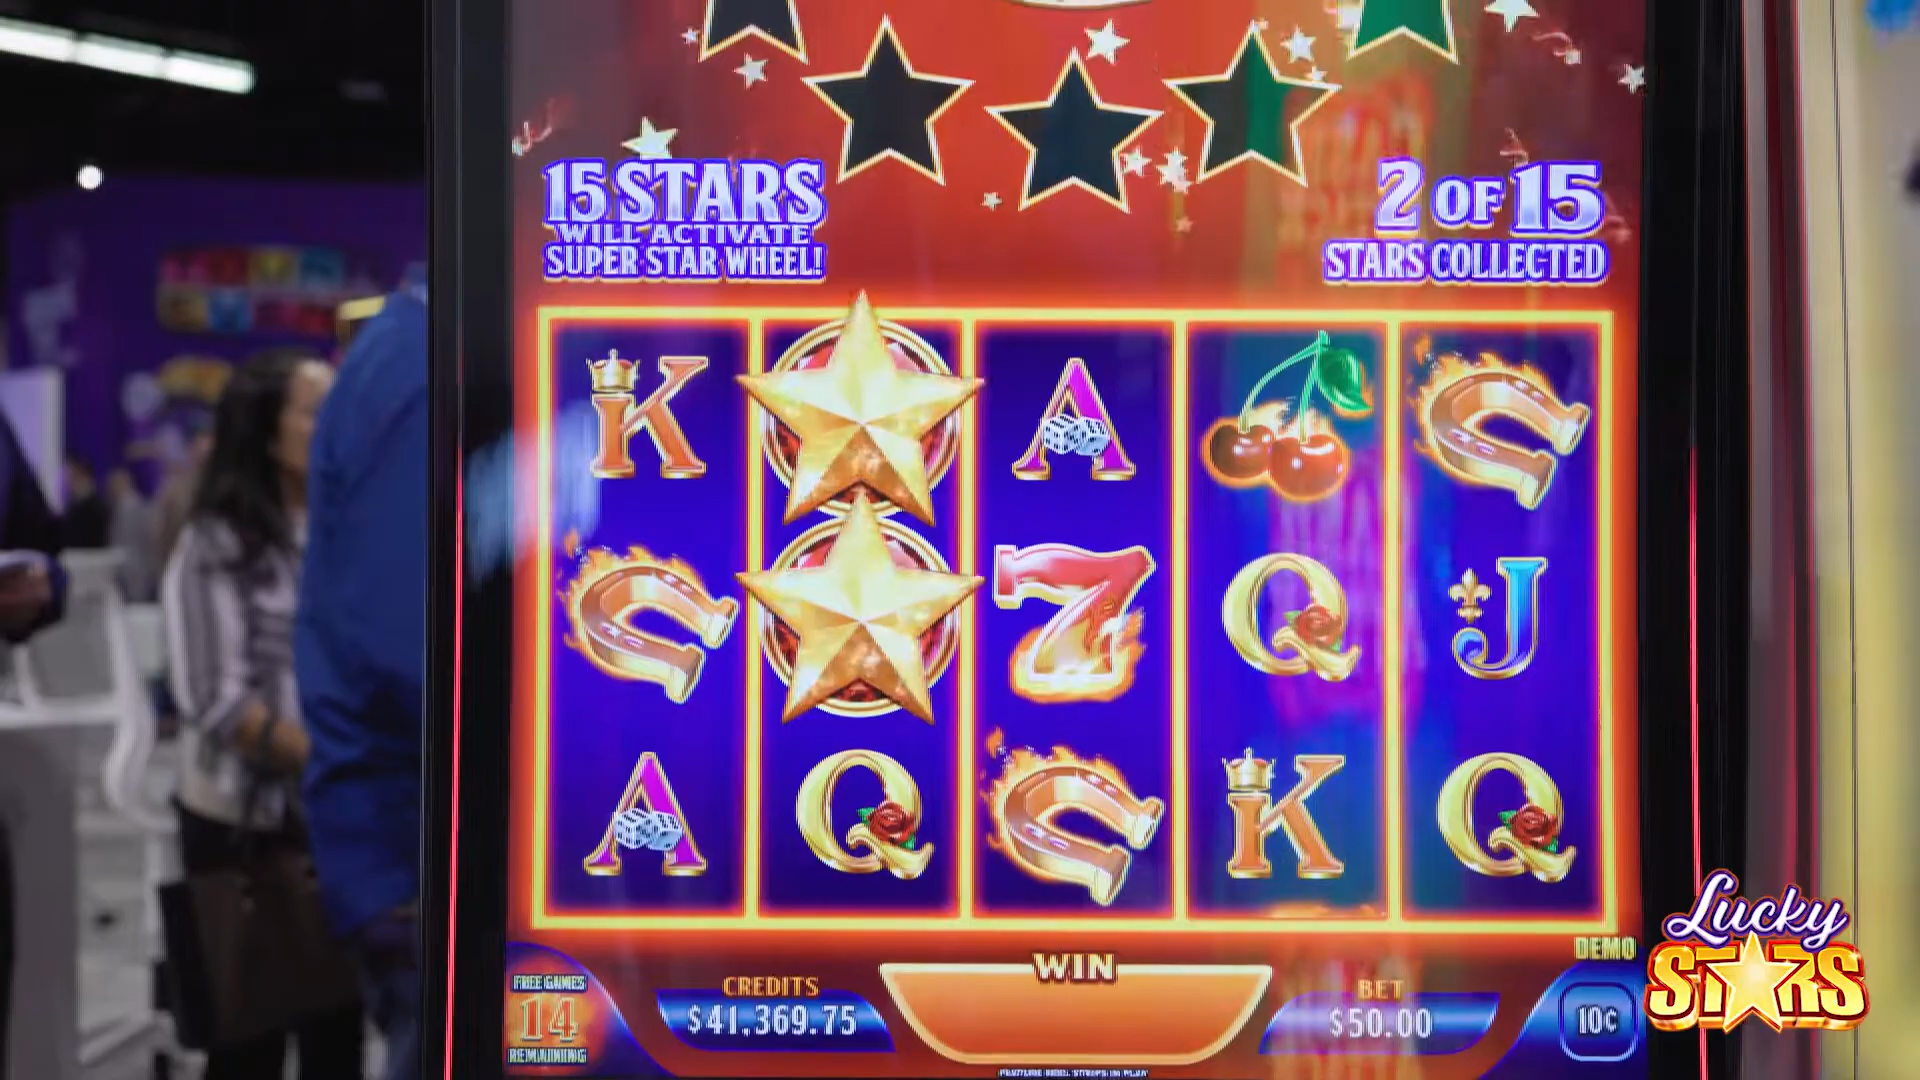 15 STARS
WILL ACTIVATE
SUPER STAR WHEEL!
2 OF 15
STARS COLLECTED
K
A
7
Q
J
A
Q
K
Q
FREE GAMES
14
REMAINING
CREDITS
$41,369.75
WIN
BET
$50.00
DEMO
10¢
Lucky
STARS